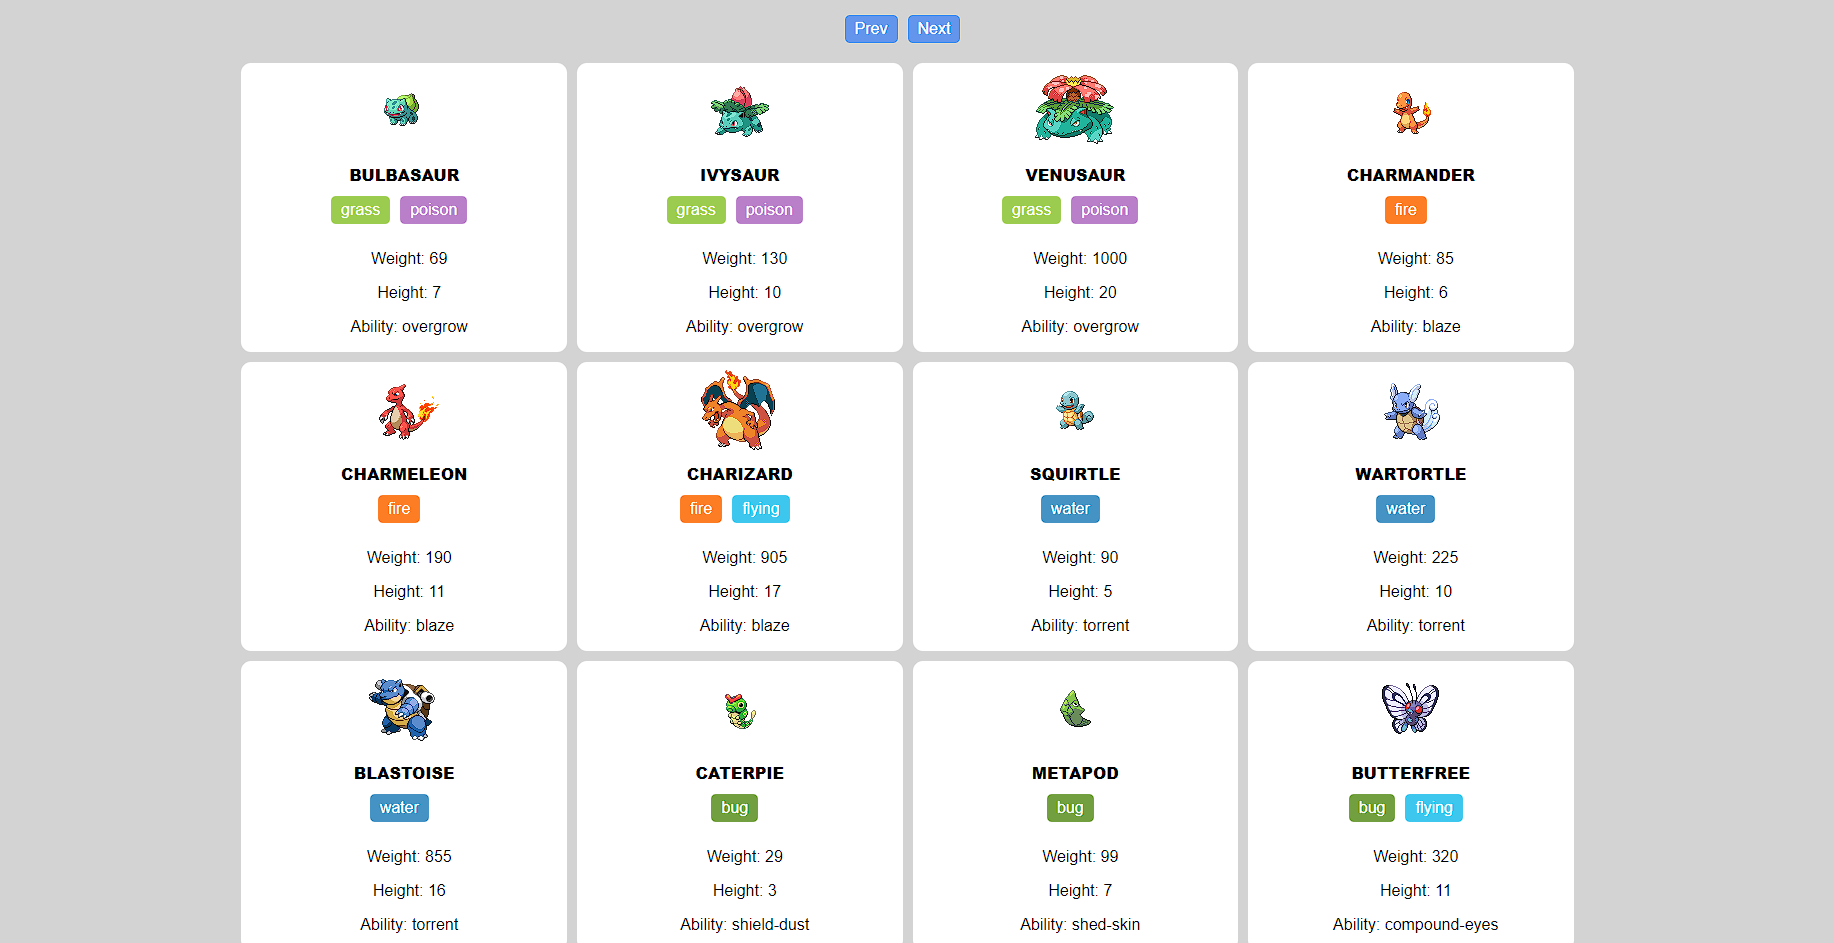 Prev Next
BULBASAUR
grass poison
Weight: 69
Height: 7
Ability: overgrow
IVYSAUR
grass poison
Weight: 130
Height: 10
Ability: overgrow
VENUSAUR
grass poison
Weight: 1000
Height: 20
Ability: overgrow
CHARMANDER
fire
Weight: 85
Height: 6
Ability: blaze
CHARMELEON
fire
Weight: 190
Height: 11
Ability: blaze
CHARIZARD
fire flying
Weight: 905
Height: 17
Ability: blaze
SQUIRTLE
water
Weight: 90
Height: 5
Ability: torrent
WARTORTLE
water
Weight: 225
Height: 10
Ability: torrent
BLASTOISE
water
Weight: 855
Height: 16
Ability: torrent
CATERPIE
bug
Weight: 29
Height: 3
Ability: shield-dust
METAPOD
bug
Weight: 99
Height: 7
Ability: shed-skin
BUTTERFREE
bug flying
Weight: 320
Height: 11
Ability: compound-eyes